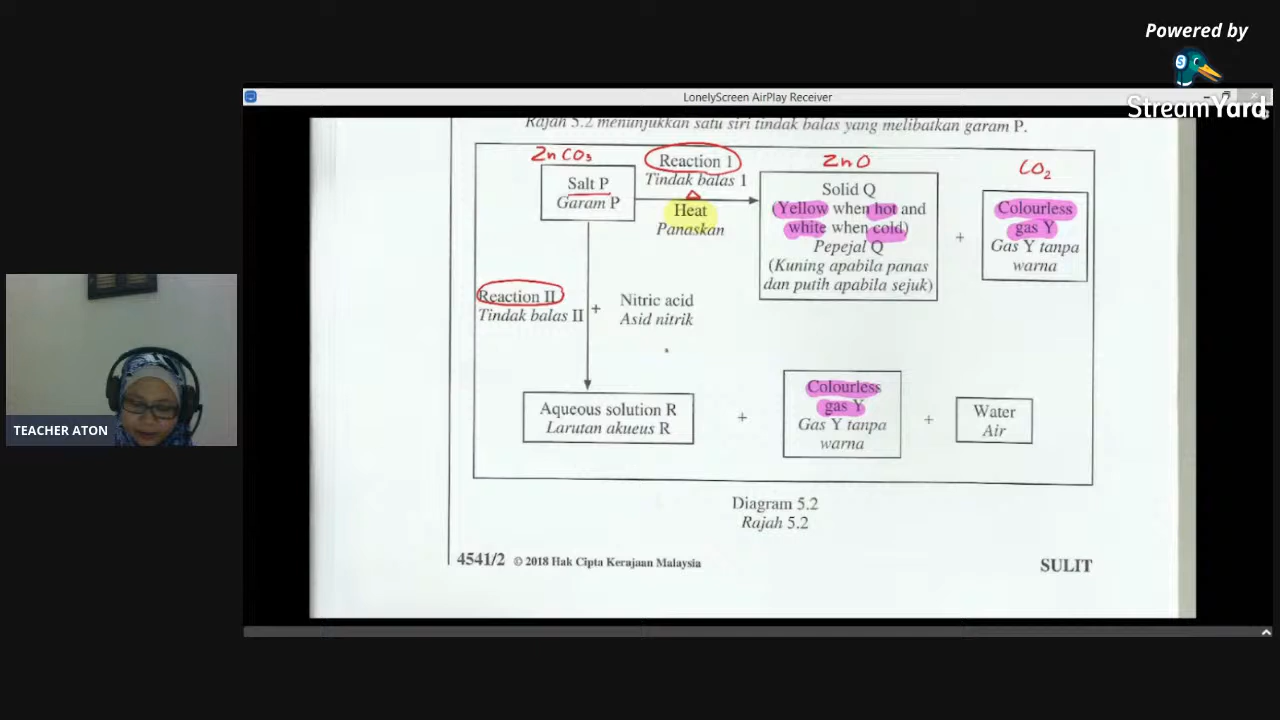 Powered by
StreamYard
LonelyScreen AirPlay Receiver
Rajah 5.2 menunjukkan satu siri tindak balas yang melibatkan garam P.
ZnCO3
Salt P
Garam P
Reaction 1
Tindak balas 1
Δ
Heat
Panaskan
ZnO
Solid Q
(Yellow when hot and
white when cold)
Pepejal Q
(Kuning apabila panas
dan putih apabila sejuk)
+
CO2
Colourless
gas Y
Gas Y tanpa
warna
Reaction II
Tindak balas II
+
Nitric acid
Asid nitrik
Aqueous solution R
Larutan akueus R
+
Colourless
gas Y
Gas Y tanpa
warna
+
Water
Air
Diagram 5.2
Rajah 5.2
4541/2 © 2018 Hak Cipta Kerajaan Malaysia
SULIT
TEACHER ATON